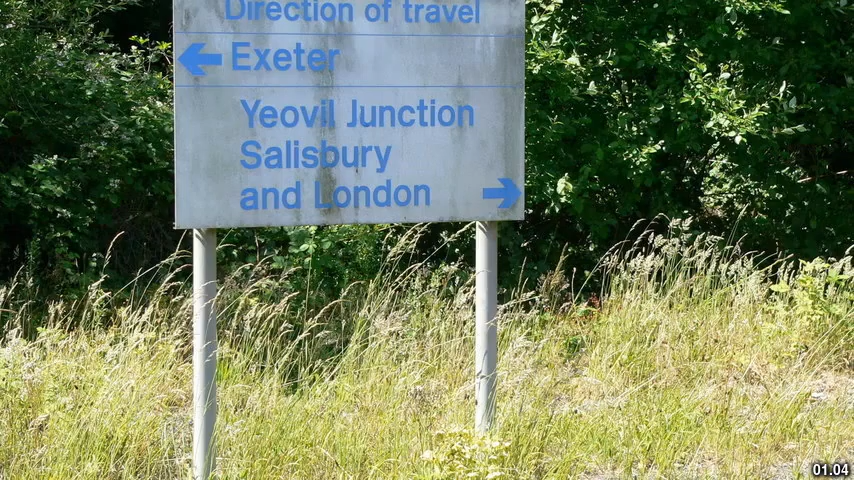 Direction of travel
Exeter
Yeovil Junction
Salisbury
and London
01.04